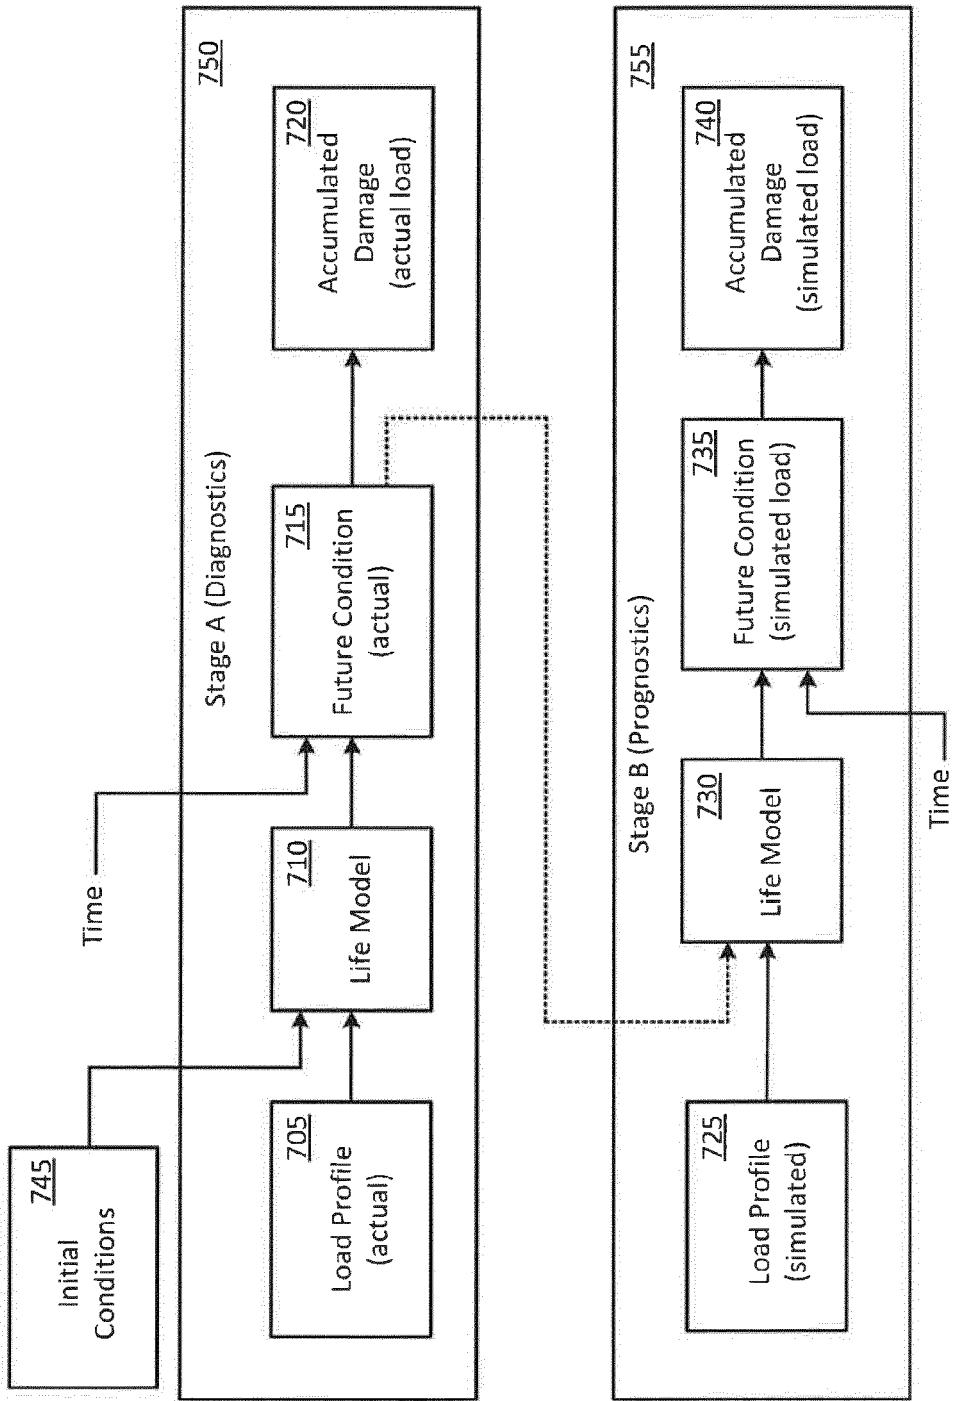 745
Initial
Conditions
Time
750
Stage A (Diagnostics)
705
Load Profile
(actual)
710
Life Model
715
Future Condition
(actual)
720
Accumulated
Damage
(actual load)
755
Stage B (Prognostics)
725
Load Profile
(simulated)
730
Life Model
735
Future Condition
(simulated load)
740
Accumulated
Damage
(simulated load)
Time